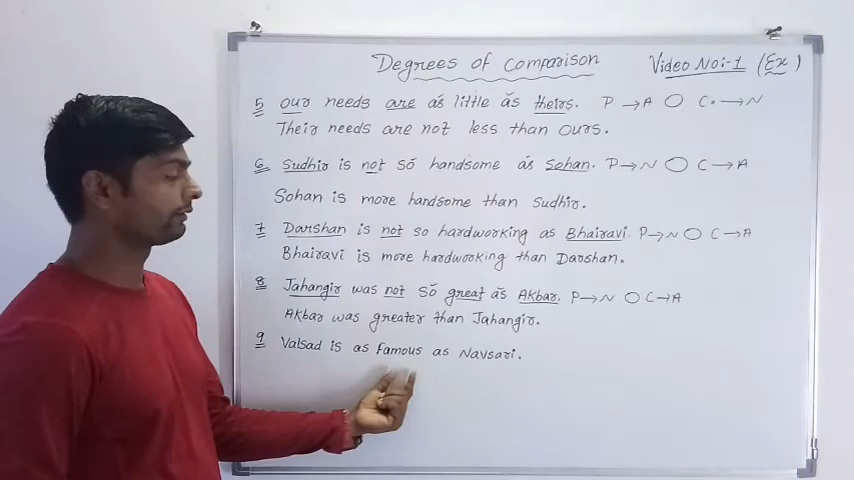 Degrees of comparison Video No:-1 (Ex)
5 our needs are as little as theirs. P → A O C. → N
Their needs are not less than ours.
6 Sudhir is not so handsome as Sohan. P → N O C → A
Sohan is more handsome than Sudhir.
7 Darshan is not so hardworking as Bhairavi. P → N O C → A
Bhairavi is more hardworking than Darshan.
8 Jahangir was not so great as Akbar. P → N O C → A
Akbar was greater than Jahangir.
9 Valsad is as famous as Navsari.